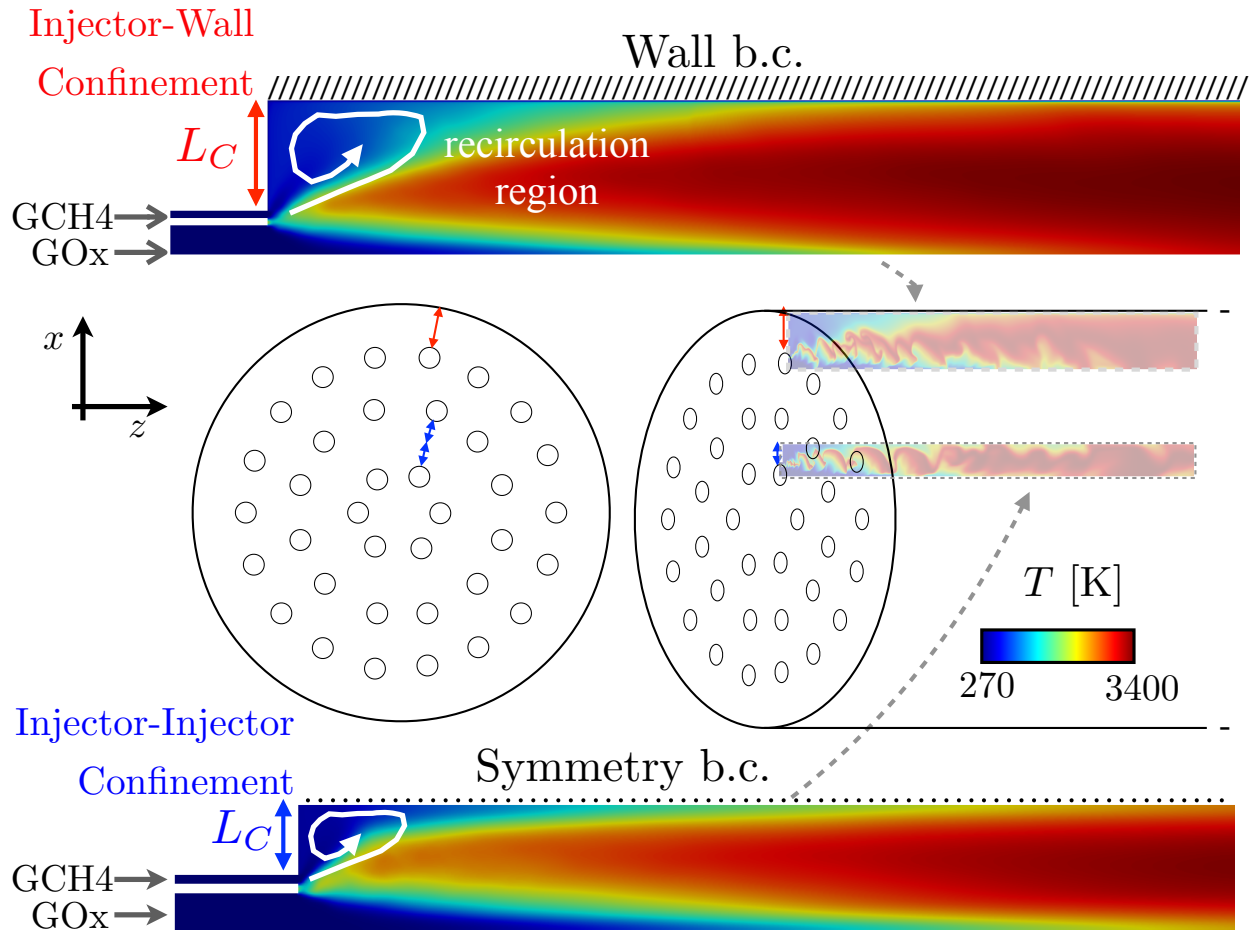 Injector-Wall
Confinement
Wall b.c.
L_C
recirculation
region
GCH4
GOx
x
z
T [K]
270
3400
Injector-Injector
Confinement
Symmetry b.c.
L_C
GCH4
GOx